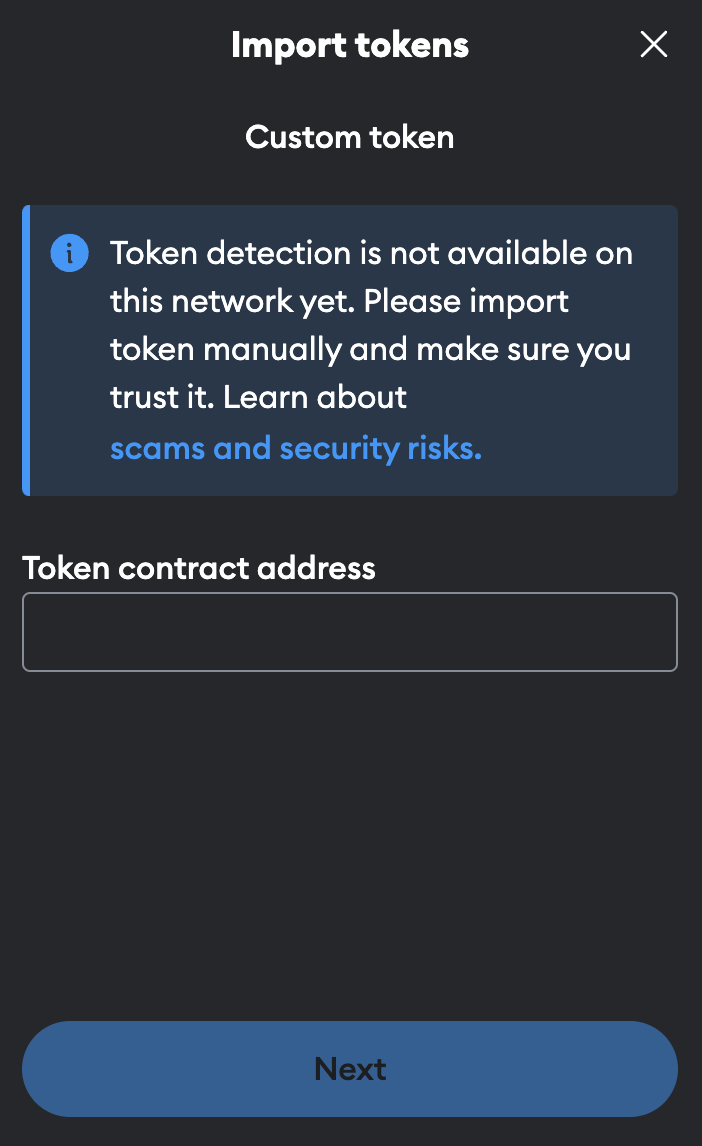 Import tokens
Custom token
Token detection is not available on
this network yet. Please import
token manually and make sure you
trust it. Learn about
scams and security risks.
Token contract address
Next